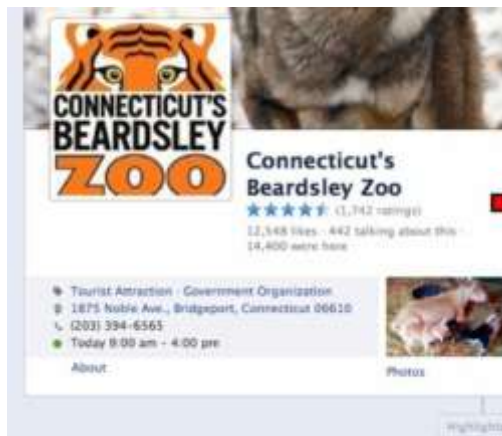 CONNECTICUT'S
BEARDSLEY
ZOO
Connecticut's
Beardsley Zoo
(1,742 ratings)
12,548 likes · 442 talking about this ·
14,400 were here
Tourist Attraction · Government Organization
1875 Noble Ave., Bridgeport, Connecticut 06610
(203) 394-6565
Today 9:00 am - 4:00 pm
About
Photos
Highlights